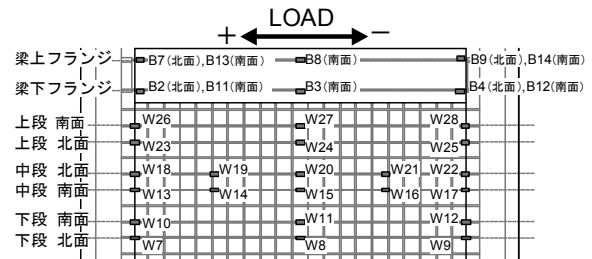 LOAD
+ −
梁上フランジ B7(北面),B13(南面) B8(南面) B9(北面),B14(南面)
梁下フランジ B2(北面),B11(南面) B3(南面) B4(北面),B12(南面)
上段 南面 W26 W27 W28
上段 北面 W23 W24 W25
中段 北面 W18 W19 W20 W21 W22
中段 南面 W13 W14 W15 W16 W17
下段 南面 W10 W11 W12
下段 北面 W7 W8 W9